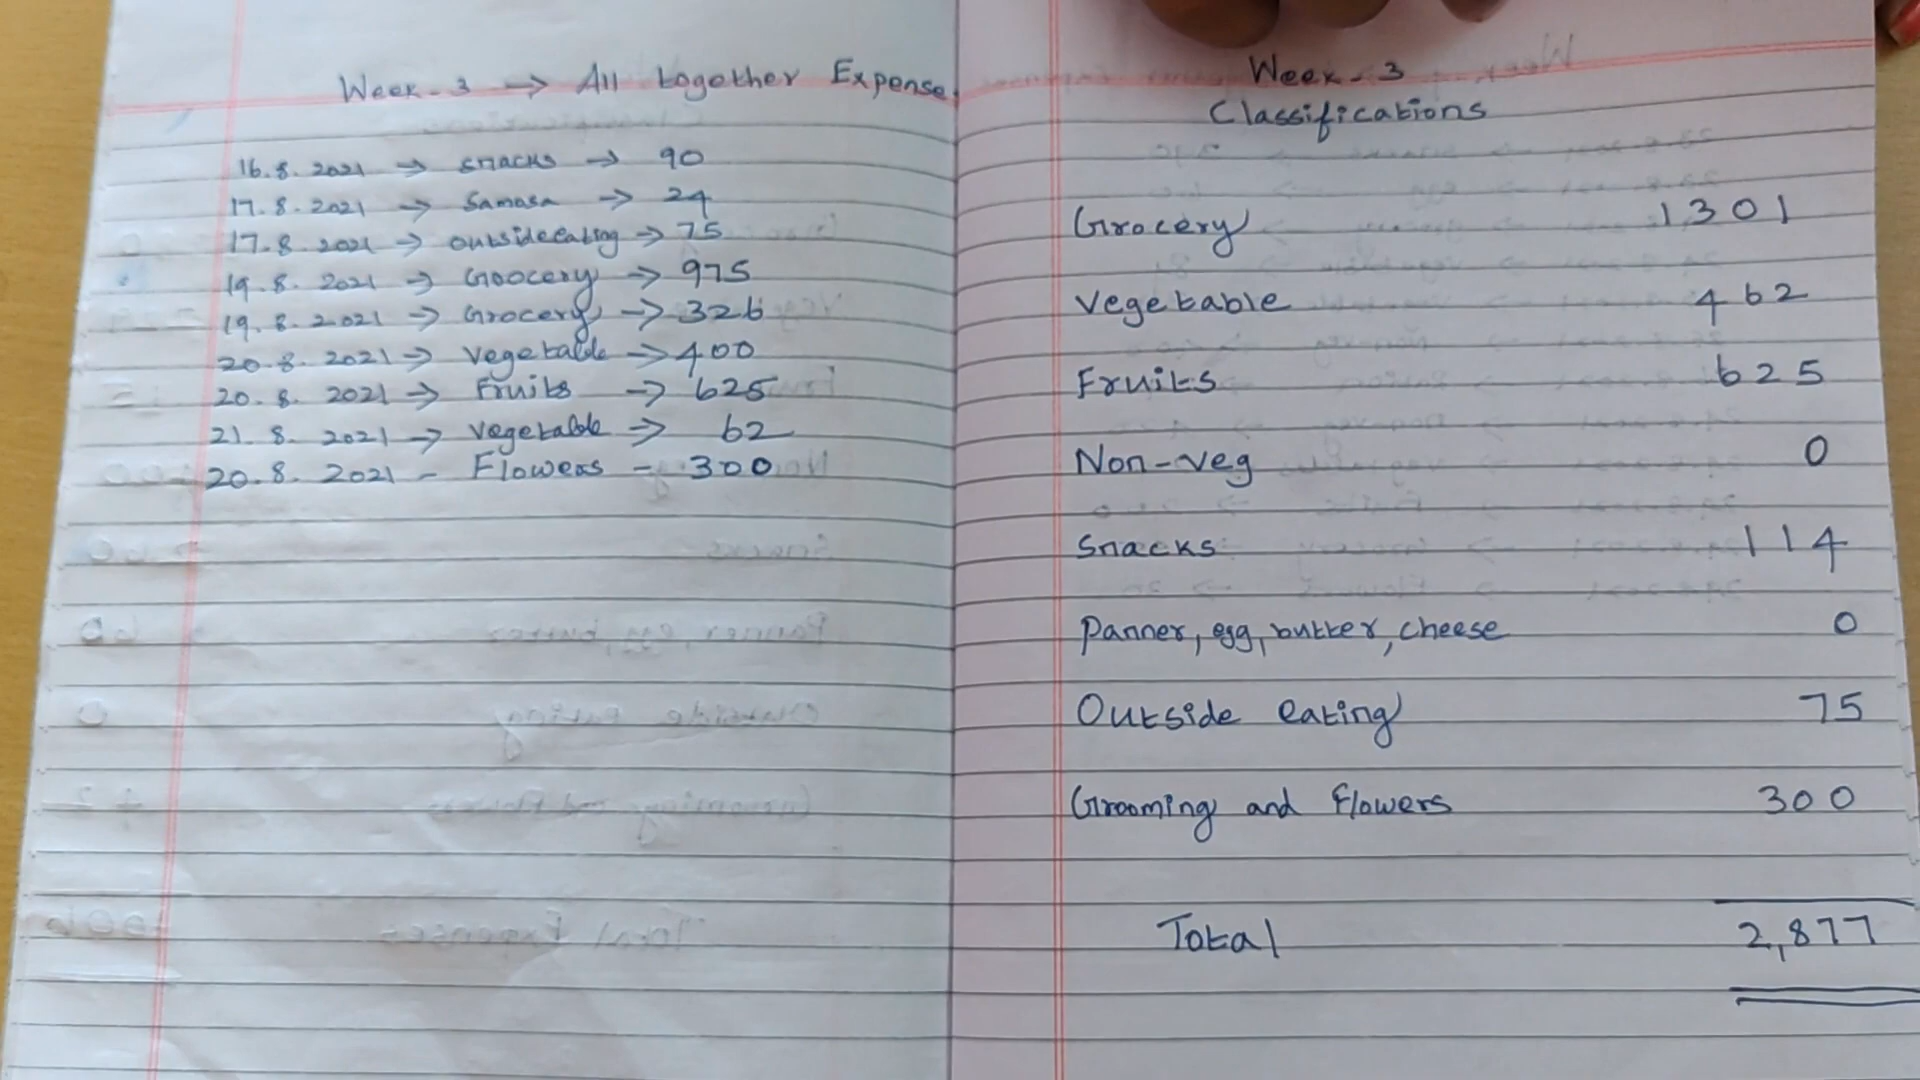 Week-3 → All together Expense.
16.8.2021 → snacks → 90
17.8.2021 → Samosa → 24
17.8 2021 → outsideeating → 75
19.8.2021 → Groocery → 975
19.8.2021 → Grocery → 326
20.8.2021 → vegetable → 400
20.8.2021 → Fruits → 625
21.8.2021 → vegetable → 62
20.8.2021 - Flowers - 300
Week-3
Classifications
Grocery 1301
Vegetable 462
Fruits 625
Non-veg 0
Snacks 114
Panner, egg, butter, cheese 0
Outside eating 75
Grooming and Flowers 300
Total 2,877